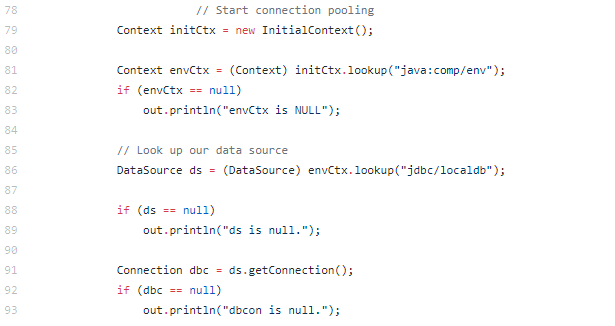 78 // Start connection pooling
79 Context initCtx = new InitialContext();
80
81 Context envCtx = (Context) initCtx.lookup("java:comp/env");
82 if (envCtx == null)
83 out.println("envCtx is NULL");
84
85 // Look up our data source
86 DataSource ds = (DataSource) envCtx.lookup("jdbc/localdb");
87
88 if (ds == null)
89 out.println("ds is null.");
90
91 Connection dbc = ds.getConnection();
92 if (dbc == null)
93 out.println("dbcon is null.");